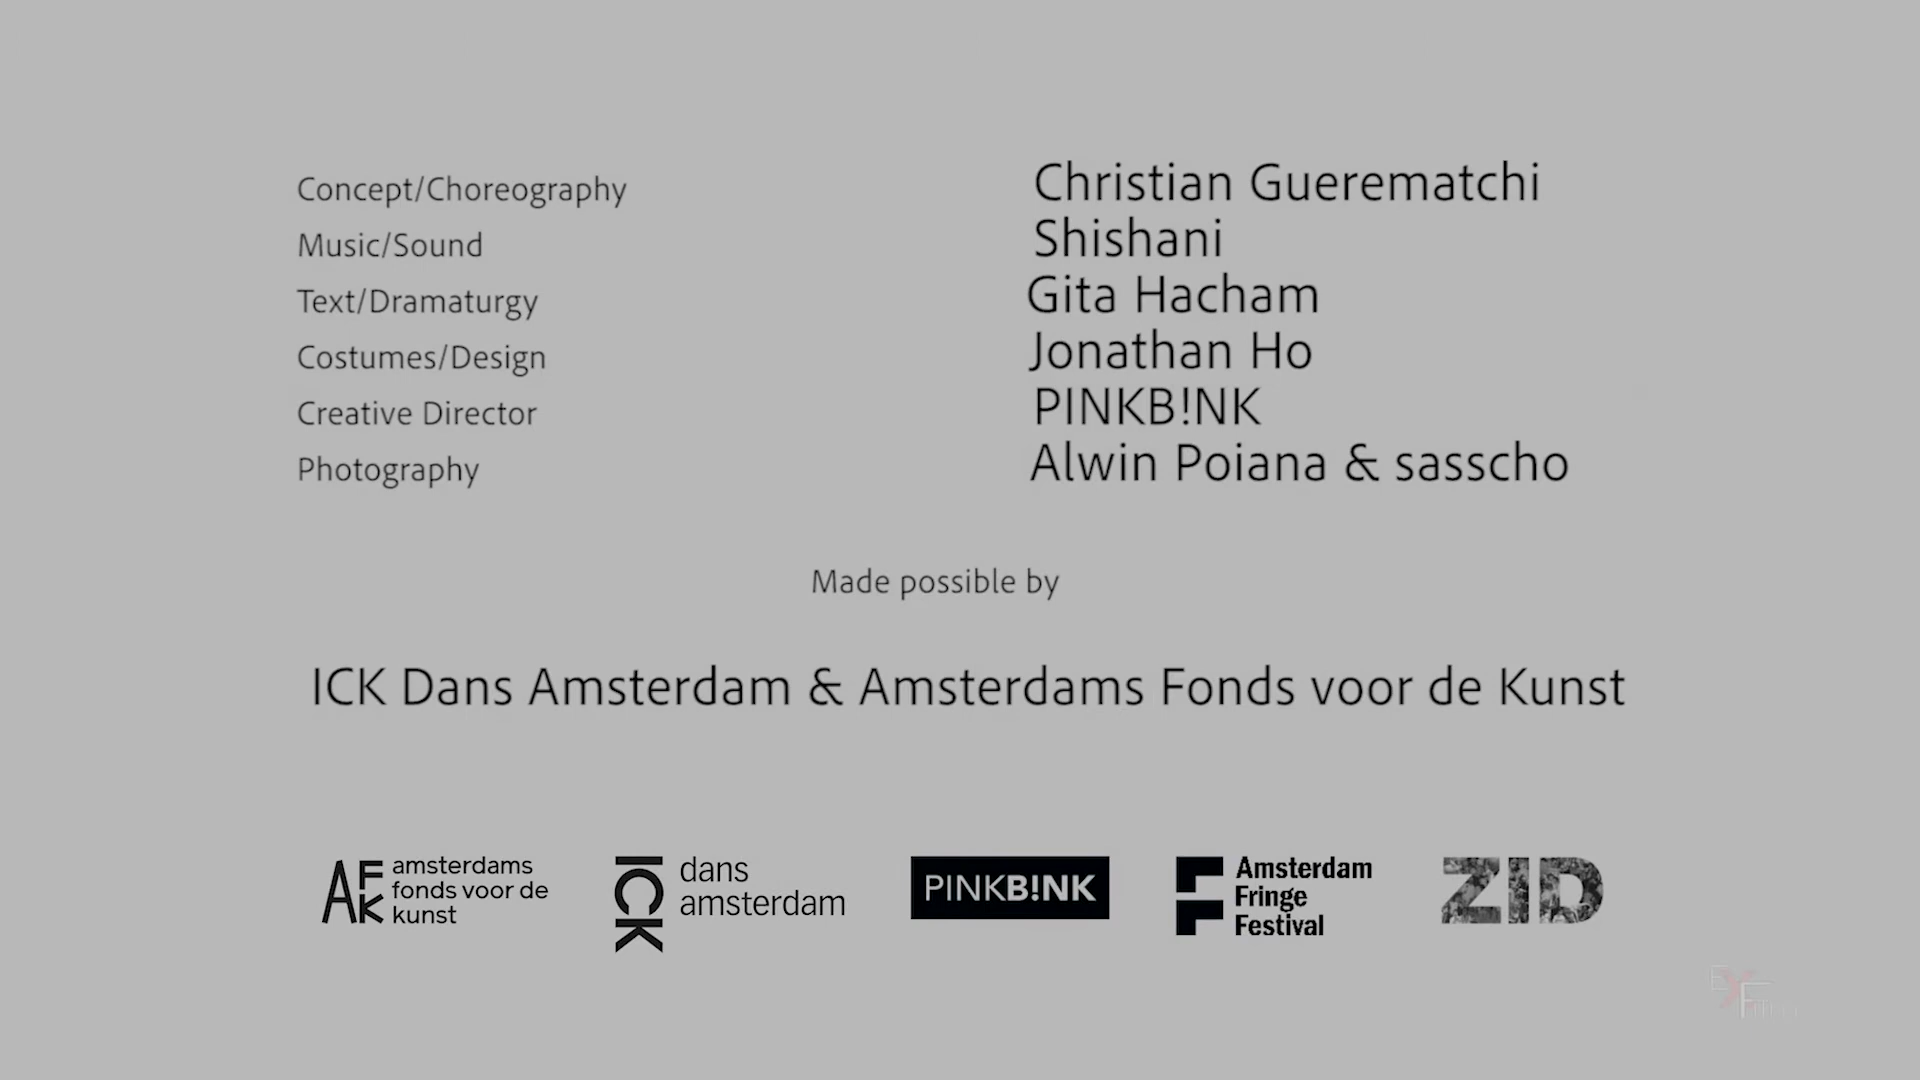 Concept/Choreography Christian Guerematchi
Music/Sound Shishani
Text/Dramaturgy Gita Hacham
Costumes/Design Jonathan Ho
Creative Director PINKB!NK
Photography Alwin Poiana & sasscho
Made possible by
ICK Dans Amsterdam & Amsterdams Fonds voor de Kunst
AFK amsterdams
fonds voor de
kunst
ICK dans
amsterdam
PINKB!NK
Amsterdam
Fringe
Festival
ZID